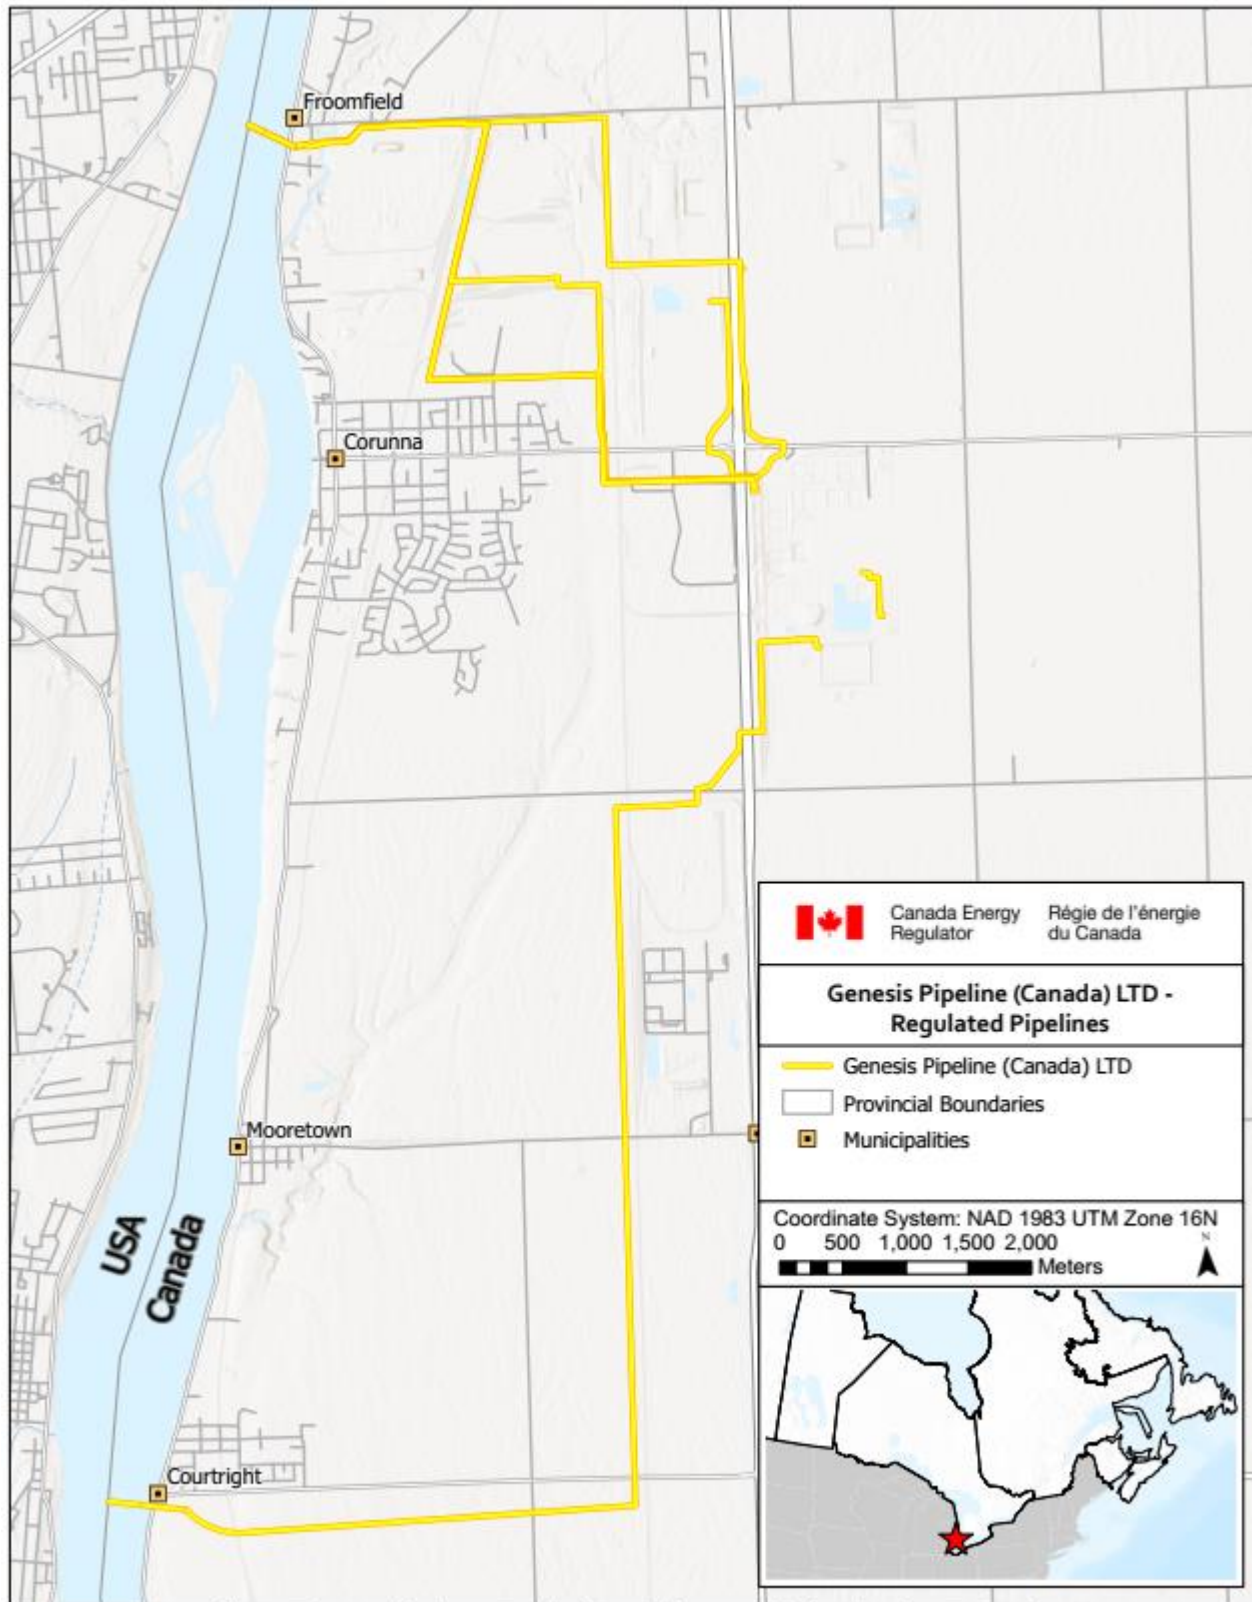 Froomfield
Corunna
Mooretown
USA
Canada
Courtright
Canada Energy
Regulator
Régie de l'énergie
du Canada
Genesis Pipeline (Canada) LTD -
Regulated Pipelines
Genesis Pipeline (Canada) LTD
Provincial Boundaries
Municipalities
Coordinate System: NAD 1983 UTM Zone 16N
0 500 1,000 1,500 2,000
Meters
N